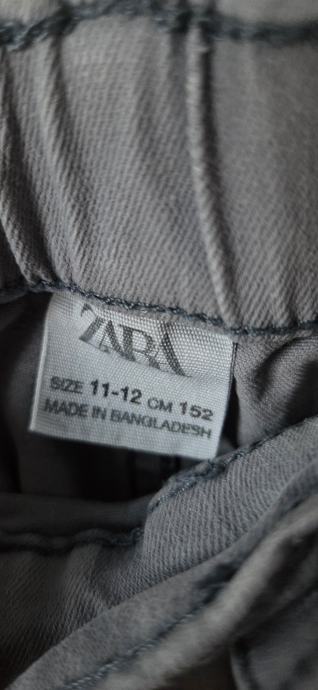 ZARA
SIZE 11-12 CM 152
MADE IN BANGLADESH